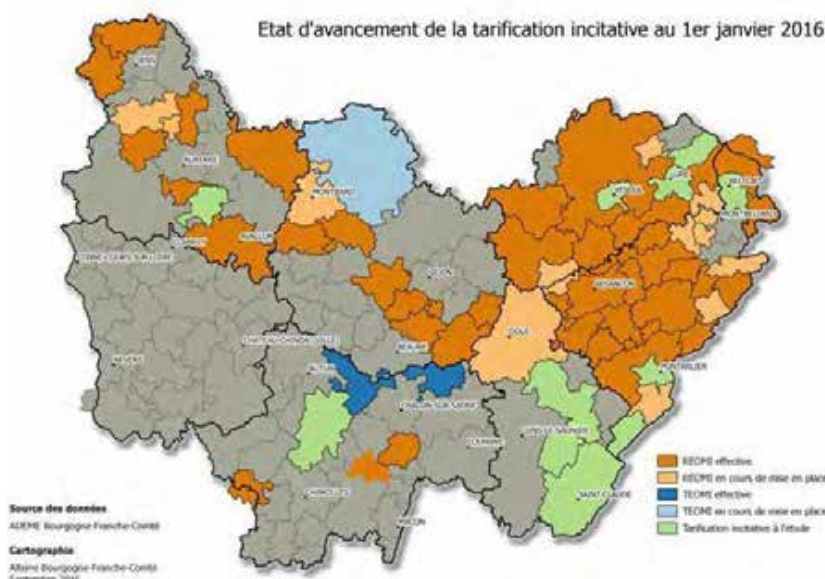 Etat d'avancement de la tarification incitative au 1er janvier 2016
SENS
AUXERRE
MONTBARD
CLAMECY
AVALLON
COSNE-COURS-SUR-LOIRE
DIJON
VESOUL
LURE
BELFORT
MONTBELIARD
BESANCON
DOLE
BEAUNE
CHATEAU-CHINON(VILLE)
NEVERS
AUTUN
CHALON-SUR-SAONE
PONTARLIER
LONS-LE-SAUNIER
LOUHANS
CHAROLLES
MACON
SAINT-CLAUDE
REOMI effective
REOMI en cours de mise en place
TEOMI effective
TEOMI en cours de mise en place
Tarification incitative à l'étude
Source des données
ADEME Bourgogne-Franche-Comté
Cartographie
Bourgogne-Franche-Comté
Septembre 2016